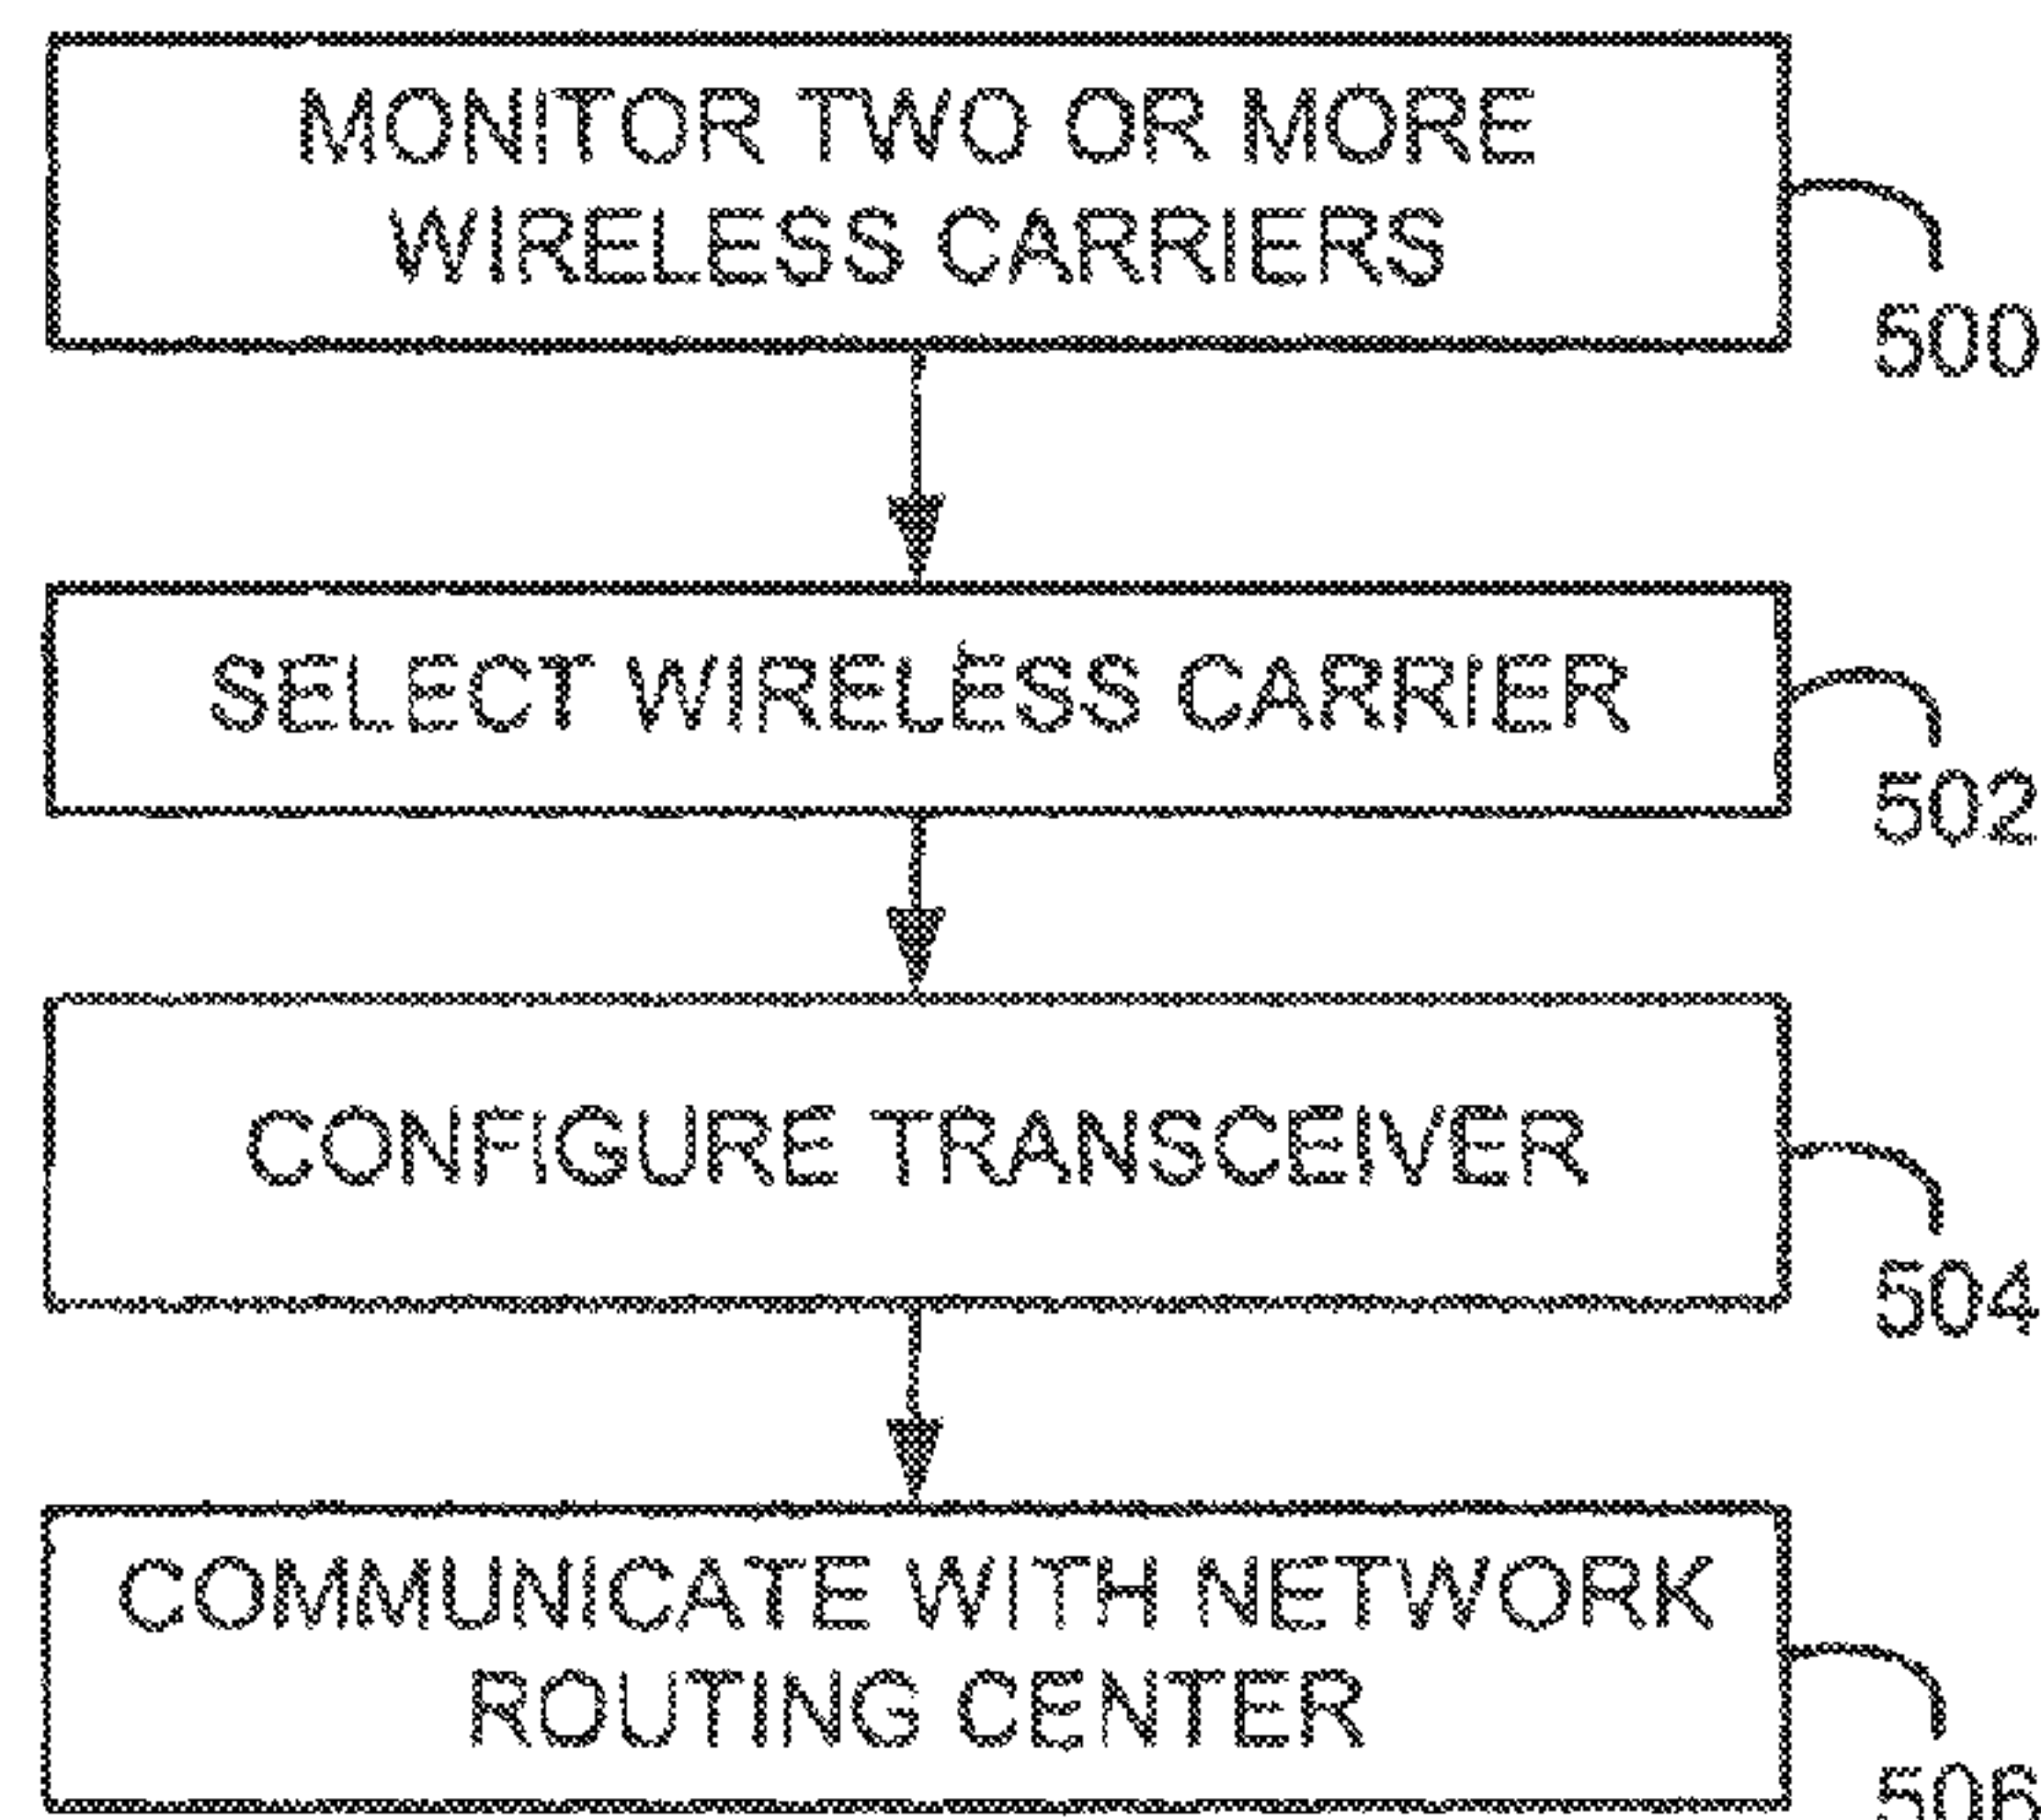 MONITOR TWO OR MORE
WIRELESS CARRIERS
500
SELECT WIRELESS CARRIER
502
CONFIGURE TRANSCEIVER
504
COMMUNICATE WITH NETWORK
ROUTING CENTER
506